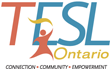 TESL
Ontario
CONNECTION • COMMUNITY • EMPOWERMENT